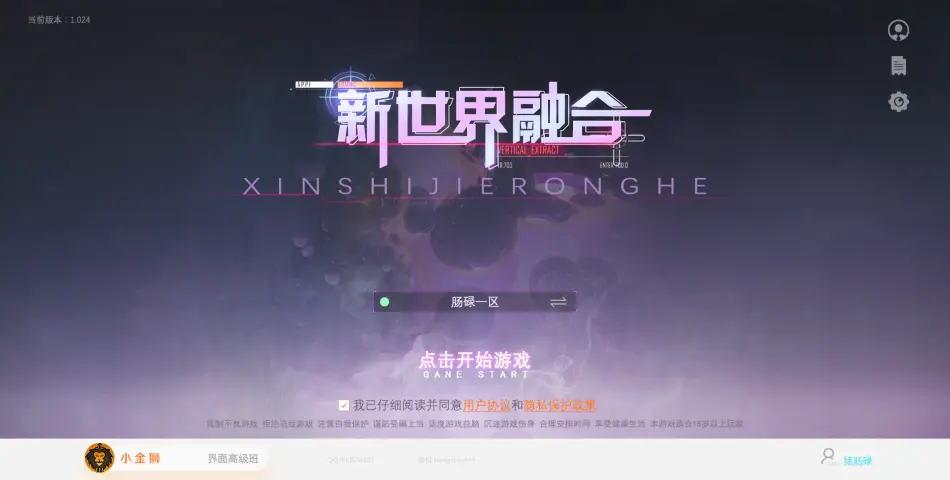 当前版本：1.024
新世界融合
VERTICAL EXTRACT
XINSHIJIERONGHE
肠碌一区
点击开始游戏
GANE START
我已仔细阅读并同意用户协议和隐私保护政策
抵制不良游戏 拒绝盗版游戏 注意自我保护 谨防受骗上当 适度游戏益脑 沉迷游戏伤身 合理安排时间 享受健康生活 本游戏适合18岁以上玩家
小金狮
界面高级班
猪肠碌